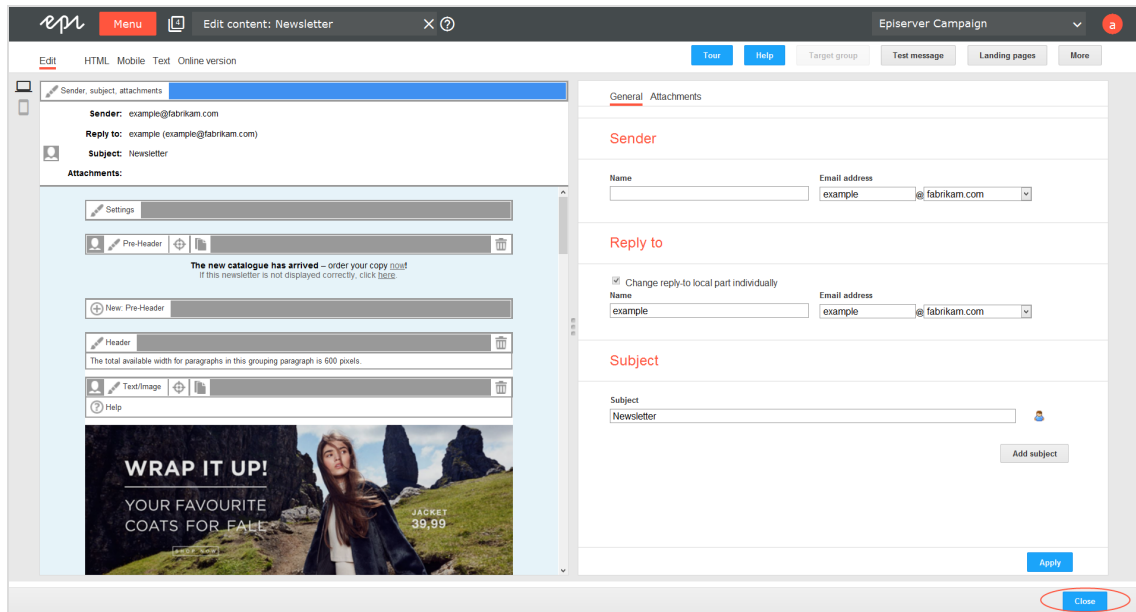 epi Menu 4 Edit content: Newsletter Episerver Campaign a
Edit HTML Mobile Text Online version
Tour Help Target group Test message Landing pages More
Sender, subject, attachments
Sender: example@fabrikam.com
Reply to: example (example@fabrikam.com)
Subject: Newsletter
Attachments:
Settings
Pre-Header
The new catalogue has arrived – order your copy now!
If this newsletter is not displayed correctly, click here.
New: Pre-Header
Header
The total available width for paragraphs in this grouping paragraph is 600 pixels.
Text/Image
Help
WRAP IT UP!
YOUR FAVOURITE
COATS FOR FALL
SHOP NOW
JACKET
39,99
General Attachments
Sender
Name Email address
example @ fabrikam.com
Reply to
Change reply-to local part individually
Name Email address
example example @ fabrikam.com
Subject
Subject
Newsletter
Add subject
Apply
Close